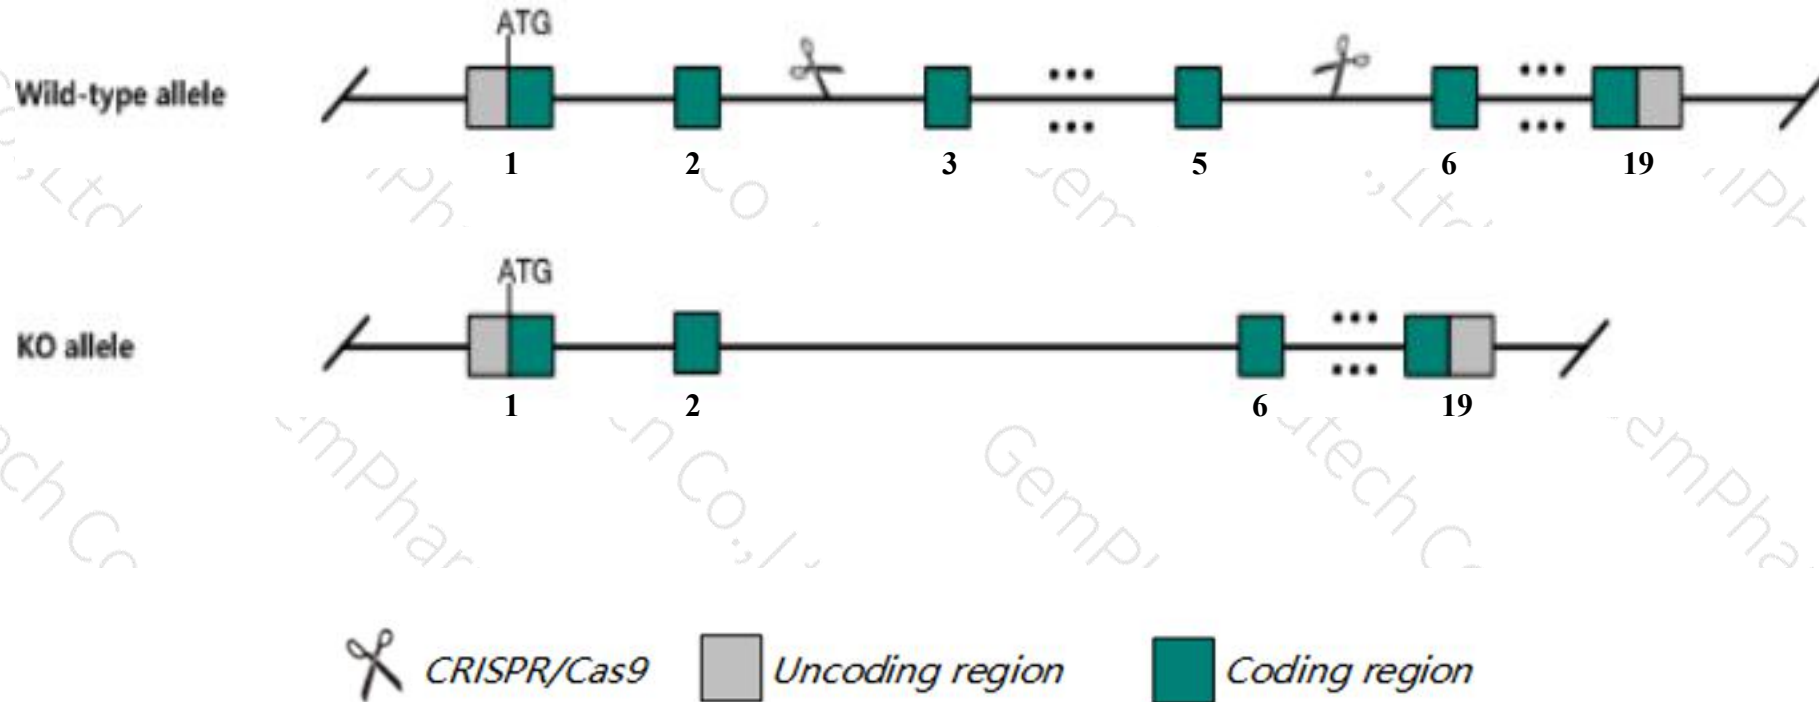 ATG
Wild-type allele
1 2 3 5 6 19
ATG
KO allele
1 2 6 19
CRISPR/Cas9 Uncoding region Coding region
GemPh